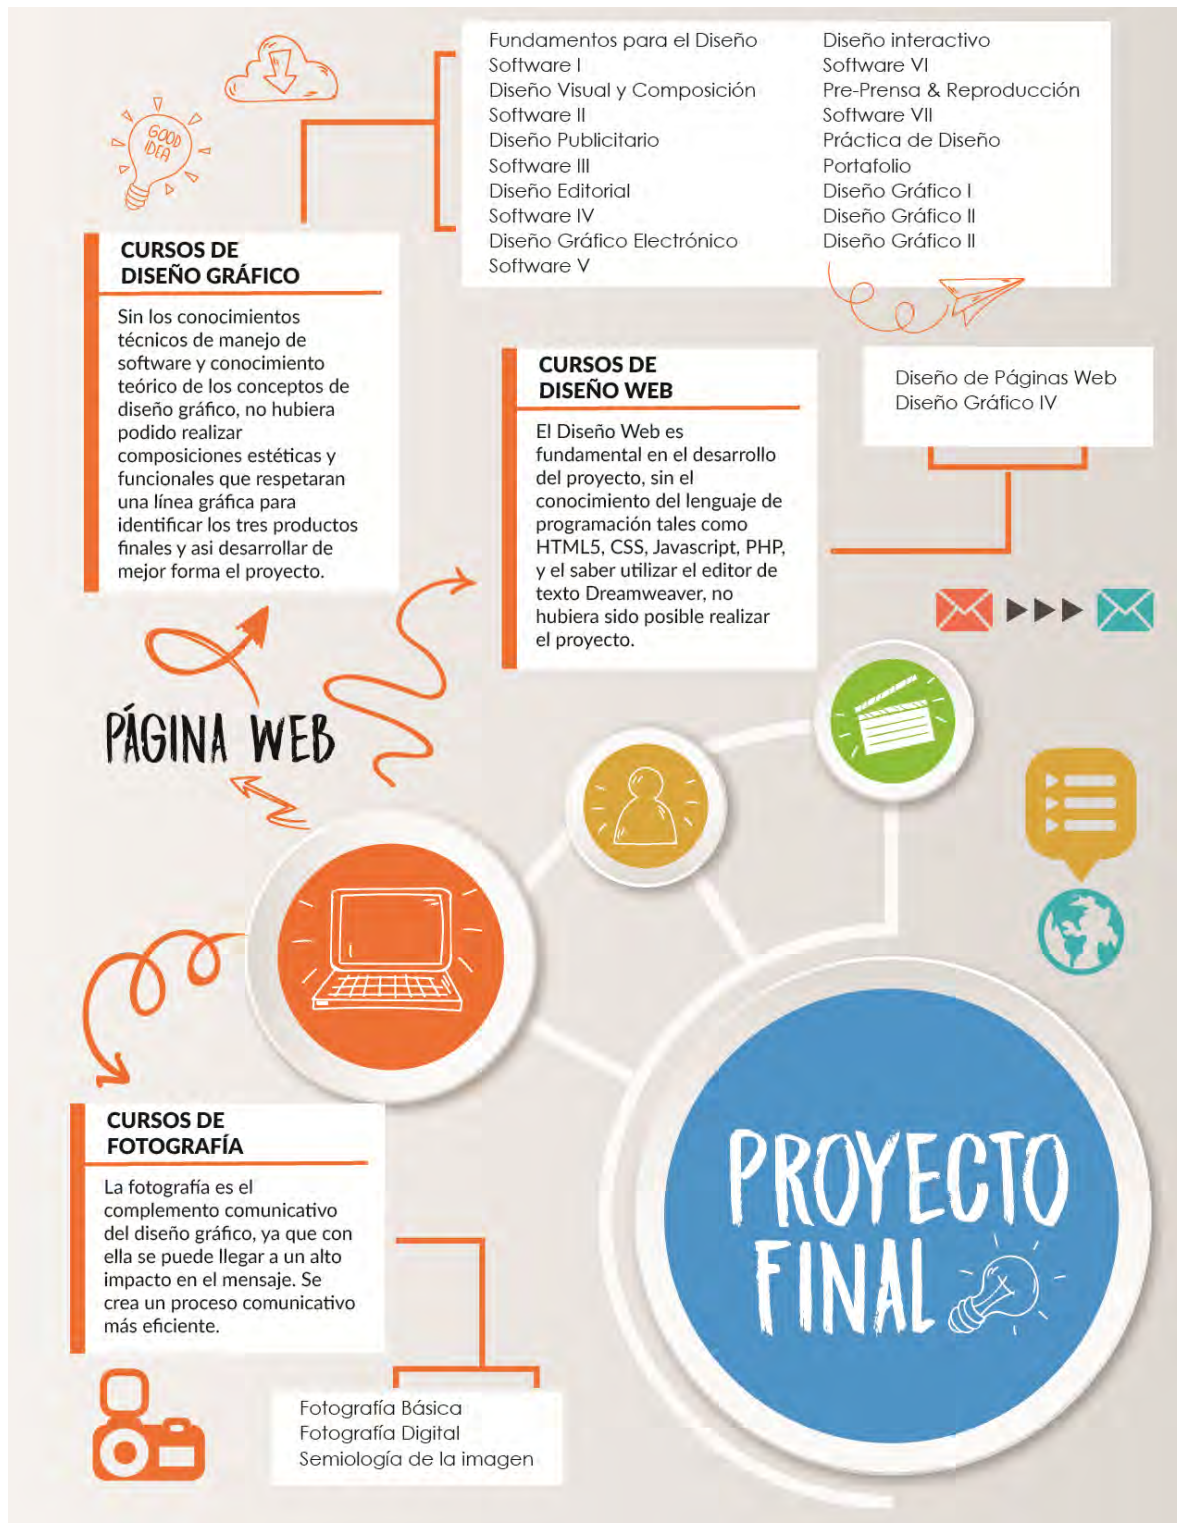 Fundamentos para el Diseño
Software I
Diseño Visual y Composición
Software II
Diseño Publicitario
Software III
Diseño Editorial
Software IV
Diseño Gráfico Electrónico
Software V
Diseño interactivo
Software VI
Pre-Prensa & Reproducción
Software VII
Práctica de Diseño
Portafolio
Diseño Gráfico I
Diseño Gráfico II
Diseño Gráfico II
GOOD
IDEA
CURSOS DE
DISEÑO GRÁFICO
Sin los conocimientos
técnicos de manejo de
software y conocimiento
teórico de los conceptos de
diseño gráfico, no hubiera
podido realizar
composiciones estéticas y
funcionales que respetaran
una línea gráfica para
identificar los tres productos
finales y asi desarrollar de
mejor forma el proyecto.
CURSOS DE
DISEÑO WEB
El Diseño Web es
fundamental en el desarrollo
del proyecto, sin el
conocimiento del lenguaje de
programación tales como
HTML5, CSS, Javascript, PHP,
y el saber utilizar el editor de
texto Dreamweaver, no
hubiera sido posible realizar
el proyecto.
Diseño de Páginas Web
Diseño Gráfico IV
PÁGINA WEB
CURSOS DE
FOTOGRAFÍA
La fotografía es el
complemento comunicativo
del diseño gráfico, ya que con
ella se puede llegar a un alto
impacto en el mensaje. Se
crea un proceso comunicativo
más eficiente.
Fotografía Básica
Fotografía Digital
Semiología de la imagen
PROYECTO
FINAL